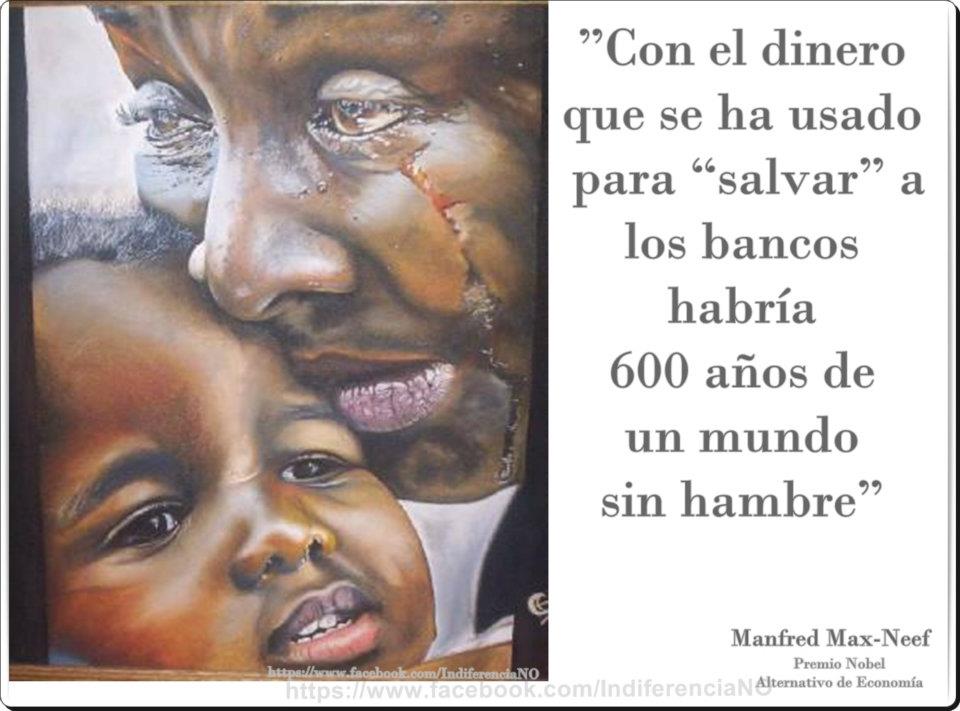 ”Con el dinero
que se ha usado
para “salvar” a
los bancos
habría
600 años de
un mundo
sin hambre”
Manfred Max-Neef
Premio Nobel
Alternativo de Economía
https://www.facebook.com/IndiferenciaNO
https://www.facebook.com/IndiferenciaNO